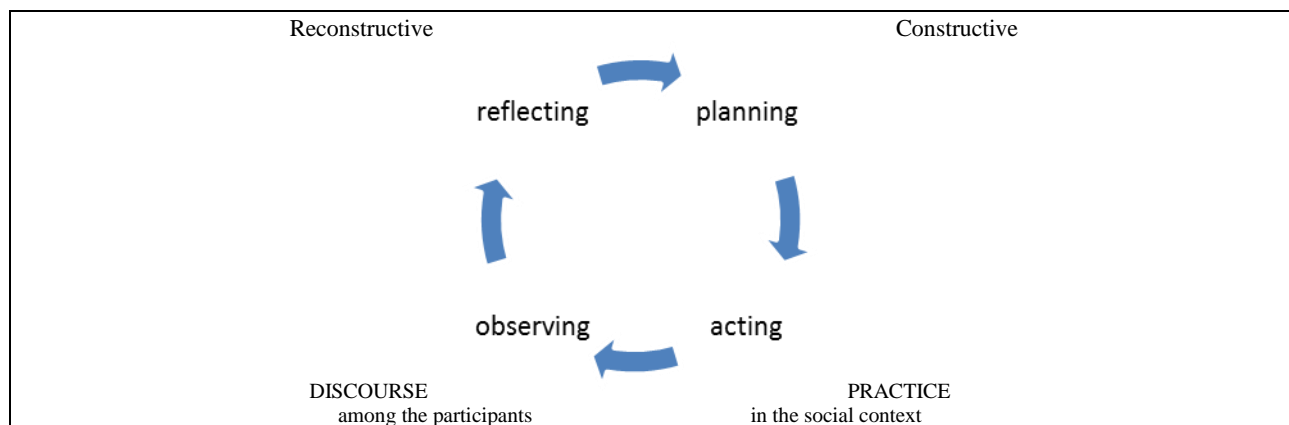 Reconstructive Constructive
reflecting planning
observing acting
DISCOURSE PRACTICE
among the participants in the social context